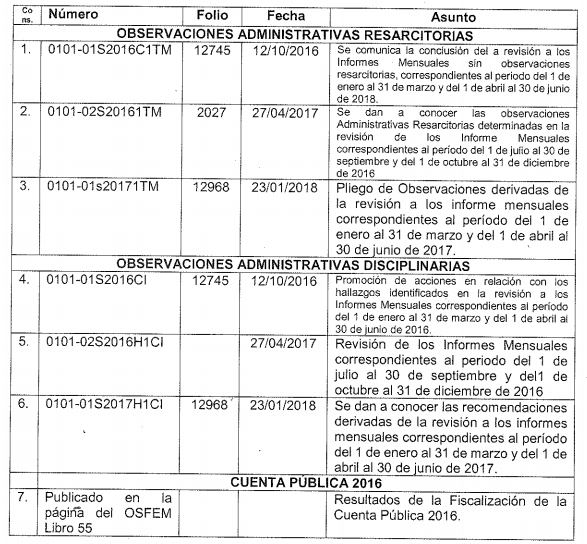 Co ns. Número Folio Fecha Asunto
OBSERVACIONES ADMINISTRATIVAS RESARCITORIAS
1. 0101-01S2016C1TM 12745 12/10/2016 Se comunica la conclusión del a revisión a los
Informes Mensuales sin observaciones
resarcitorias, correspondientes al periodo del 1 de
enero al 31 de marzo y del 1 de abril al 30 de junio
de 2018.
2. 0101-02S20161TM 2027 27/04/2017 Se dan a conocer las observaciones
Administrativas Resarcitorias determinadas en la
revisión de los Informe Mensuales
correspondientes al período del 1 de julio al 30 de
septiembre y del 1 de octubre al 31 de diciembre
de 2016
3. 0101-01s20171TM 12968 23/01/2018 Pliego de Observaciones derivadas de
la revisión a los informe mensuales
correspondientes al período del 1 de
enero al 31 de marzo y del 1 de abril al
30 de junio de 2017.
OBSERVACIONES ADMINISTRATIVAS DISCIPLINARIAS
4. 0101-01S2016CI 12745 12/10/2016 Promoción de acciones en relación con los
hallazgos identificados en la revisión a los
Informes Mensuales correspondientes al período
del 1 de enero al 31 de marzo y del 1 de abril al
30 de junio de 2016.
5. 0101-02S2016H1CI 27/04/2017 Revisión de los Informes Mensuales
correspondientes al periodo del 1 de
julio al 30 de septiembre y del1 de
octubre al 31 de diciembre de 2016
6. 0101-01S2017H1CI 12968 23/01/2018 Se dan a conocer las recomendaciones
derivadas de la revisión a los informes
mensuales correspondientes al período
del 1 de enero al 31 de marzo y del 1 de
abril al 30 de junio de 2017.
CUENTA PÚBLICA 2016
7. Publicado en la Resultados de la Fiscalización de la
página del OSFEM Cuenta Pública 2016.
Libro 55